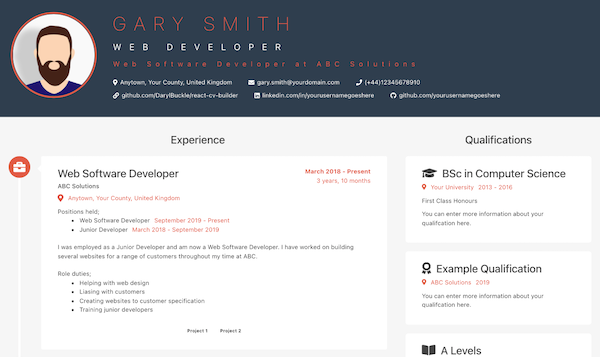 GARY SMITH
WEB DEVELOPER
Web Software Developer at ABC Solutions
Anytown, Your County, United Kingdom gary.smith@yourdomain.com (+44)12345678910
github.com/DarylBuckle/react-cv-builder linkedin.com/in/yourusernamegoeshere github.com/yourusernamegoeshere
Experience
Web Software Developer March 2018 - Present
ABC Solutions 3 years, 10 months
Anytown, Your County, United Kingdom
Positions held;
Web Software Developer September 2019 - Present
Junior Developer March 2018 - September 2019
I was employed as a Junior Developer and am now a Web Software Developer. I have worked on building
several websites for a range of customers throughout my time at ABC.
Role duties;
Helping with web design
Liasing with customers
Creating websites to customer specification
Training junior developers
Project 1 Project 2
Qualifications
BSc in Computer Science
Your University 2013 - 2016
First Class Honours
You can enter more information about your
qualifcation here.
Example Qualification
ABC Solutions 2019
You can enter more information about your
qualifcation here.
A Levels